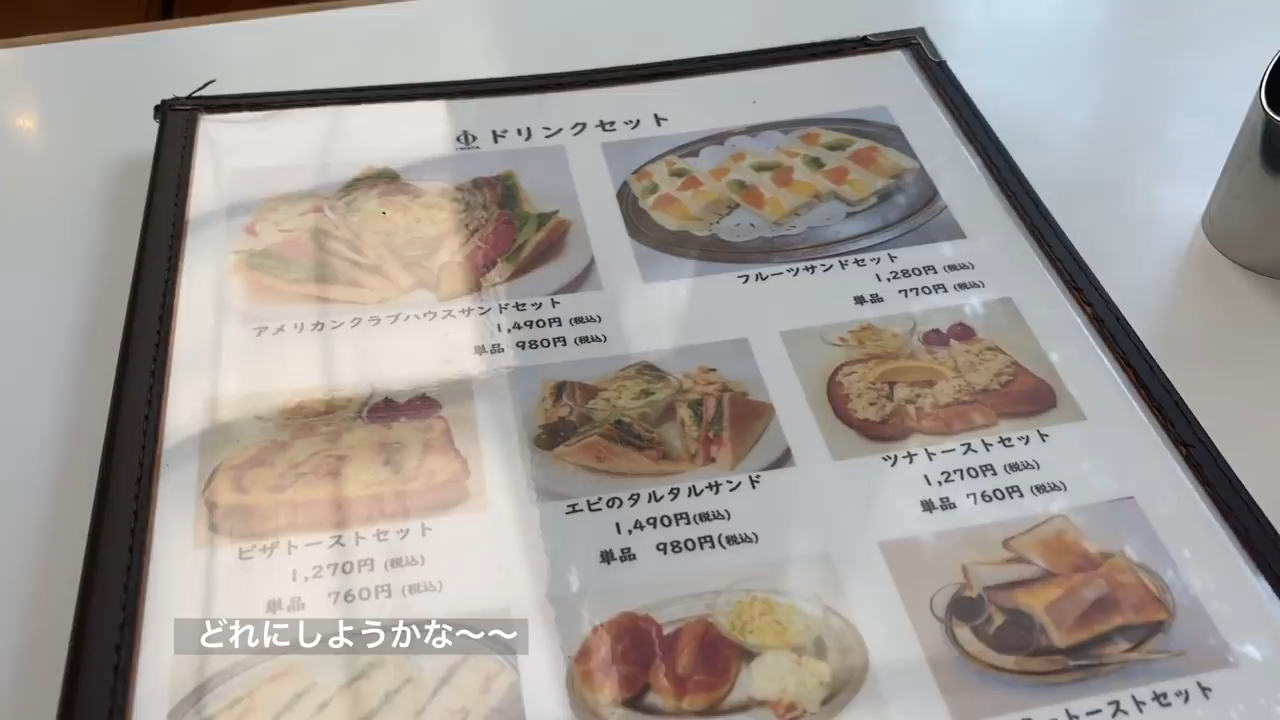 ドリンクセット
アメリカンクラブハウスサンドセット
1,490円 (税込)
単品 980円 (税込)
フルーツサンドセット
1,280円 (税込)
単品 770円 (税込)
ピザトーストセット
1,270円 (税込)
単品 760円 (税込)
エビのタルタルサンド
1,490円(税込)
単品 980円(税込)
ツナトーストセット
1,270円 (税込)
単品 760円 (税込)
トーストセット
どれにしようかな〜〜